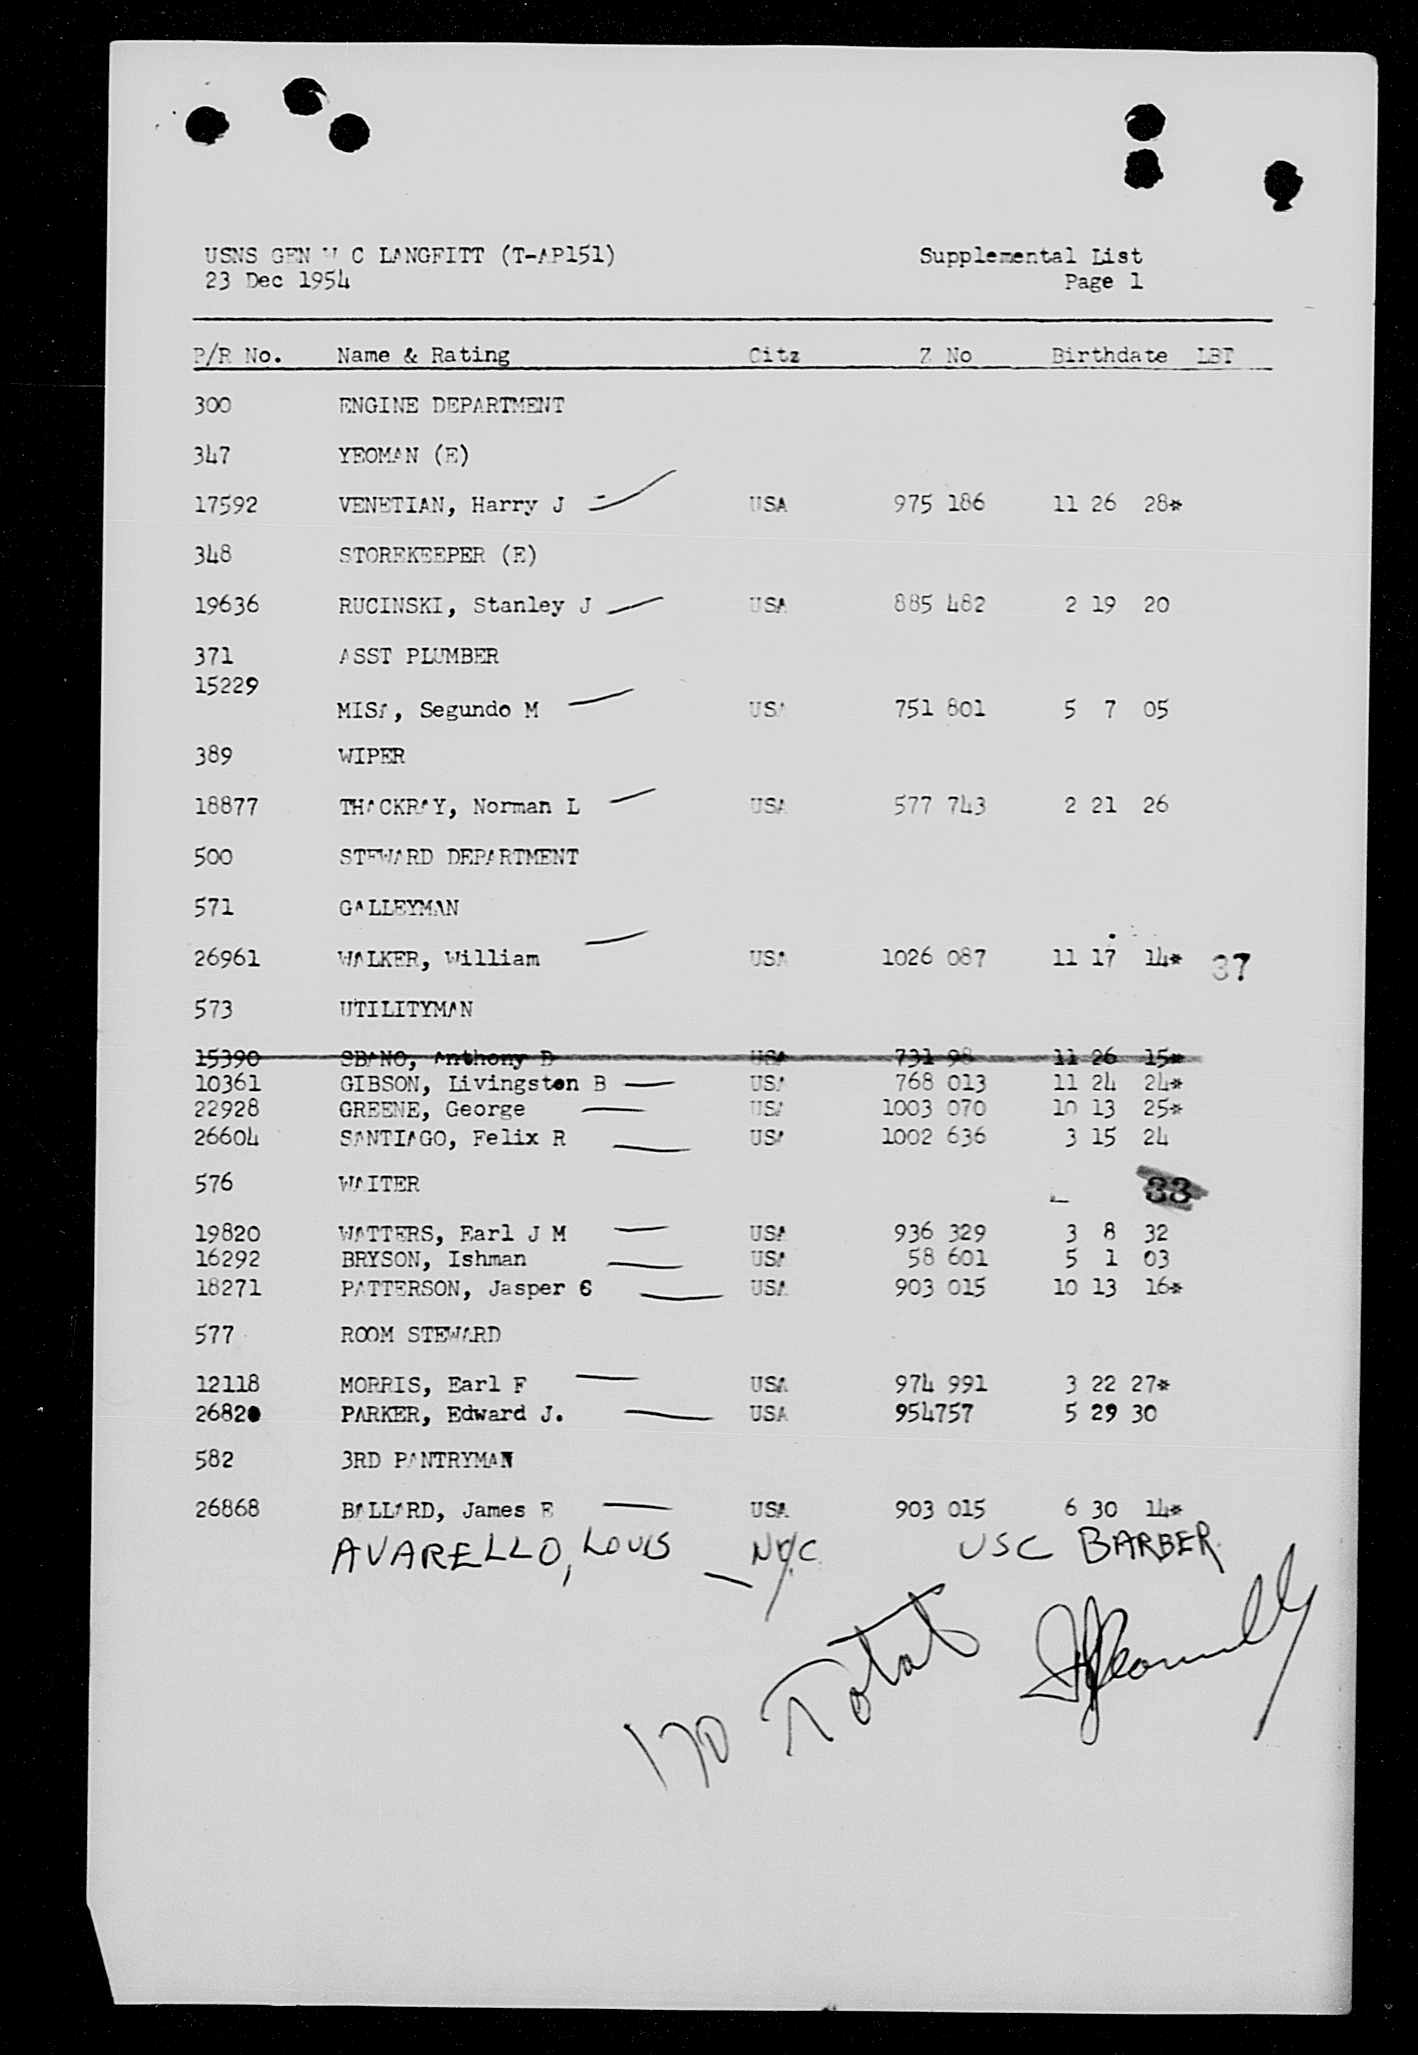 USNS GEN W C LANGFITT (T-AP151) Supplemental List
23 Dec 1954 Page 1
P/R No. Name & Rating Citz Z No Birthdate LBT
300 ENGINE DEPARTMENT
347 YEOMAN (E)
17592 VENETIAN, Harry J USA 975 186 11 26 28*
348 STOREKEEPER (E)
19636 RUCINSKI, Stanley J USA 885 482 2 19 20
371 ASST PLUMBER
15229
MISA, Segundo M USA 751 801 5 7 05
389 WIPER
18877 THACKRAY, Norman L USA 577 743 2 21 26
500 STEWARD DEPARTMENT
571 GALLEYMAN
26961 WALKER, William USA 1026 087 11 17 14* 37
573 UTILITYMAN
15390 SBANO, Anthony D USA 731 98 11 26 15*
10361 GIBSON, Livingston B USA 768 013 11 24 24*
22928 GREENE, George USA 1003 070 10 13 25*
26604 SANTIAGO, Felix R USA 1002 636 3 15 24
576 WAITER 33
19820 WATTERS, Earl J M USA 936 329 3 8 32
16292 BRYSON, Ishman USA 58 601 5 1 03
18271 PATTERSON, Jasper G USA 903 015 10 13 16*
577 ROOM STEWARD
12118 MORRIS, Earl F USA 974 991 3 22 27*
26820 PARKER, Edward J. USA 954757 5 29 30
582 3RD PANTRYMAN
26868 BALLARD, James E USA 903 015 6 30 14*
AVARELLO, LOUIS NYC USC BARBER
170 Total